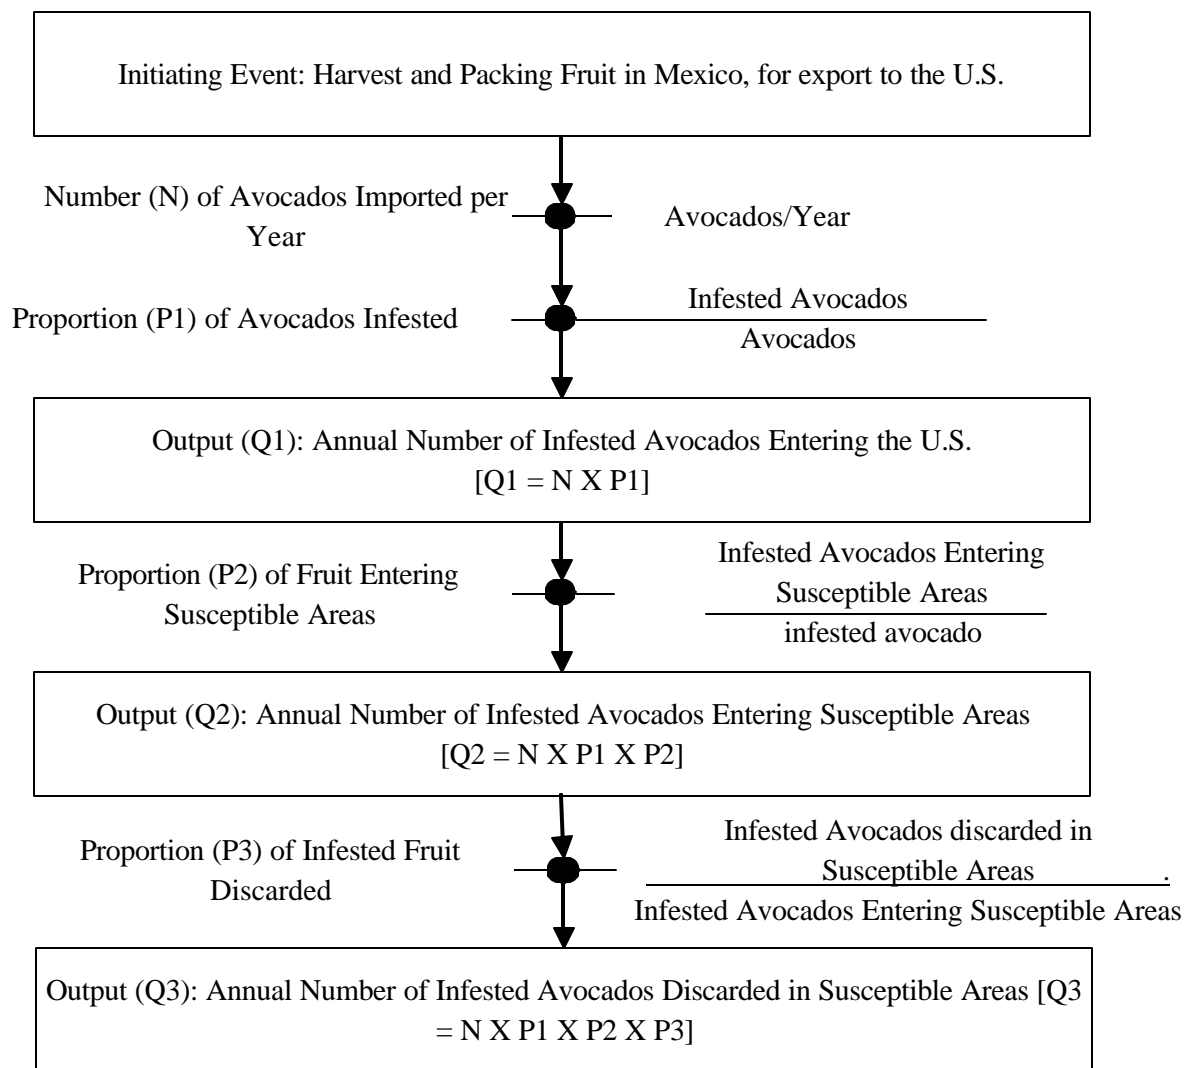 Initiating Event: Harvest and Packing Fruit in Mexico, for export to the U.S.
Number (N) of Avocados Imported per
Year
Avocados/Year
Proportion (P1) of Avocados Infested
Infested Avocados
Avocados
Output (Q1): Annual Number of Infested Avocados Entering the U.S.
[Q1 = N X P1]
Proportion (P2) of Fruit Entering
Susceptible Areas
Infested Avocados Entering
Susceptible Areas
infested avocado
Output (Q2): Annual Number of Infested Avocados Entering Susceptible Areas
[Q2 = N X P1 X P2]
Proportion (P3) of Infested Fruit
Discarded
Infested Avocados discarded in
Susceptible Areas .
Infested Avocados Entering Susceptible Areas
Output (Q3): Annual Number of Infested Avocados Discarded in Susceptible Areas [Q3
= N X P1 X P2 X P3]